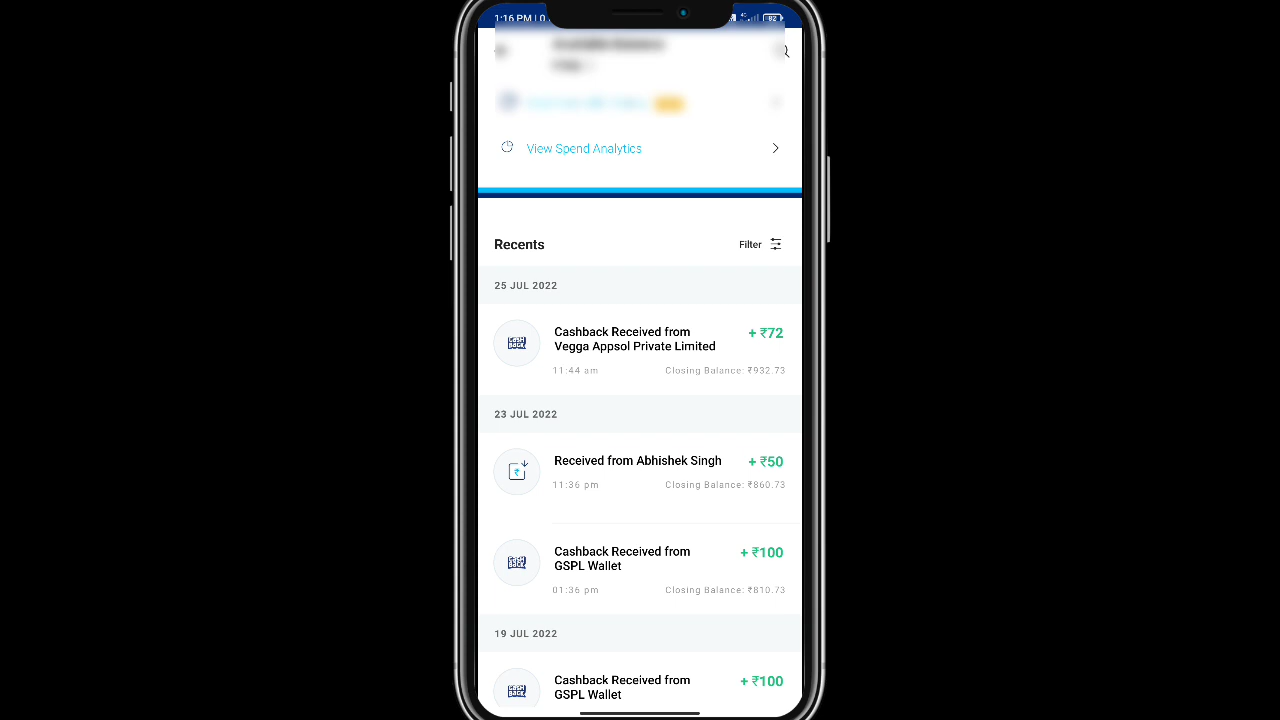 1:16 PM | 0.
4G
92
View Spend Analytics
Recents
Filter
25 JUL 2022
Cashback Received from
Vegga Appsol Private Limited
+ ₹72
11:44 am
Closing Balance: ₹932.73
23 JUL 2022
Received from Abhishek Singh
+ ₹50
11:36 pm
Closing Balance: ₹860.73
Cashback Received from
GSPL Wallet
+ ₹100
01:36 pm
Closing Balance: ₹810.73
19 JUL 2022
Cashback Received from
GSPL Wallet
+ ₹100